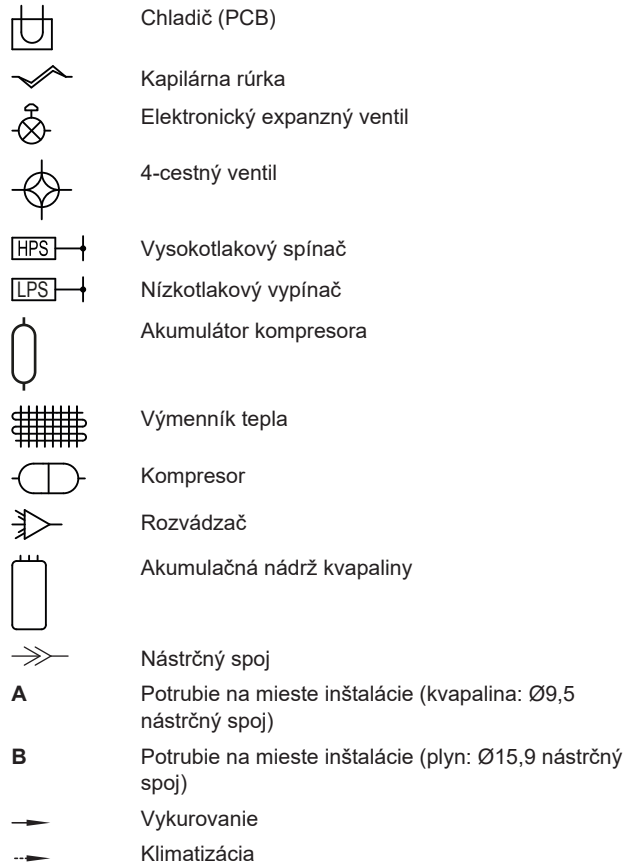 Chladič (PCB)
Kapilárna rúrka
Elektronický expanzný ventil
4-cestný ventil
HPS Vysokotlakový spínač
LPS Nízkotlakový vypínač
Akumulátor kompresora
Výmenník tepla
Kompresor
Rozvádzač
Akumulačná nádrž kvapaliny
Nástrčný spoj
A Potrubie na mieste inštalácie (kvapalina: Ø9,5
nástrčný spoj)
B Potrubie na mieste inštalácie (plyn: Ø15,9 nástrčný
spoj)
Vykurovanie
Klimatizácia